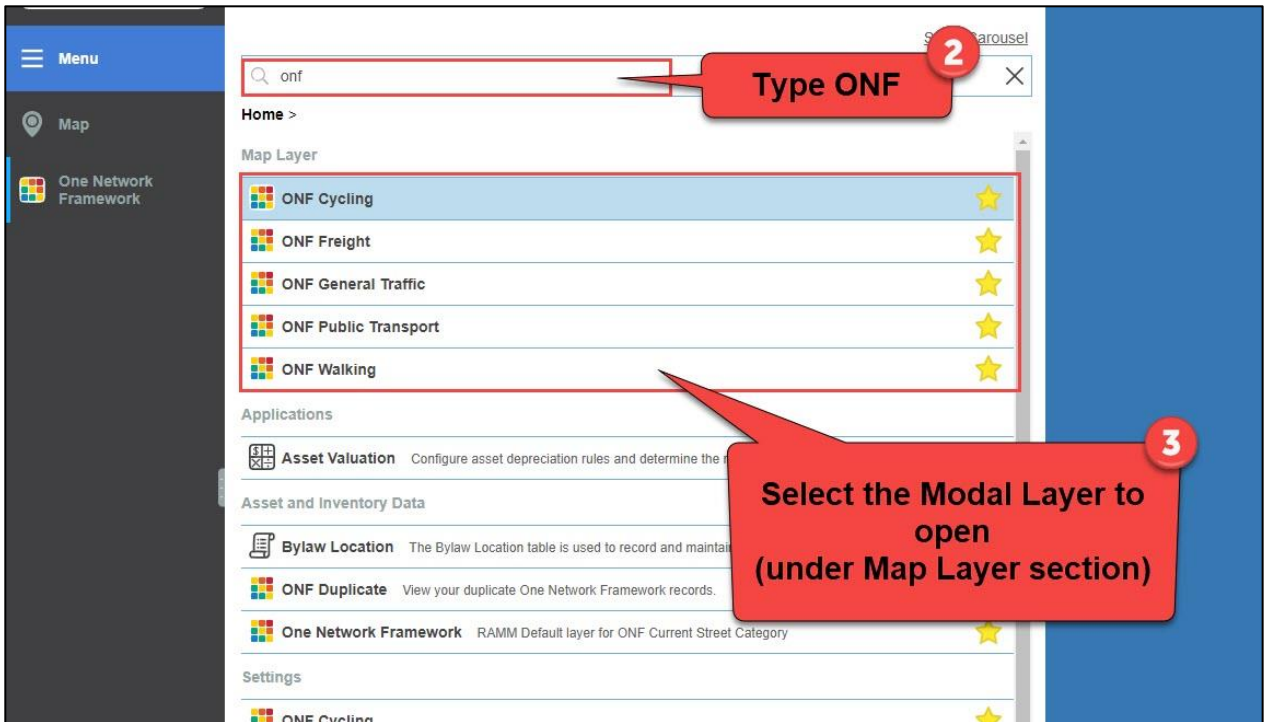 Carousel
2
Menu
onf
Type ONF
Home >
Map
Map Layer
One Network
Framework
ONF Cycling
ONF Freight
ONF General Traffic
ONF Public Transport
ONF Walking
Applications
3
Asset Valuation Configure asset depreciation rules and determine the
Select the Modal Layer to
open
(under Map Layer section)
Asset and Inventory Data
Bylaw Location The Bylaw Location table is used to record and
ONF Duplicate View your duplicate One Network Framework records.
One Network Framework RAMM Default layer for ONF Current Street Category
Settings
ONF Cycling